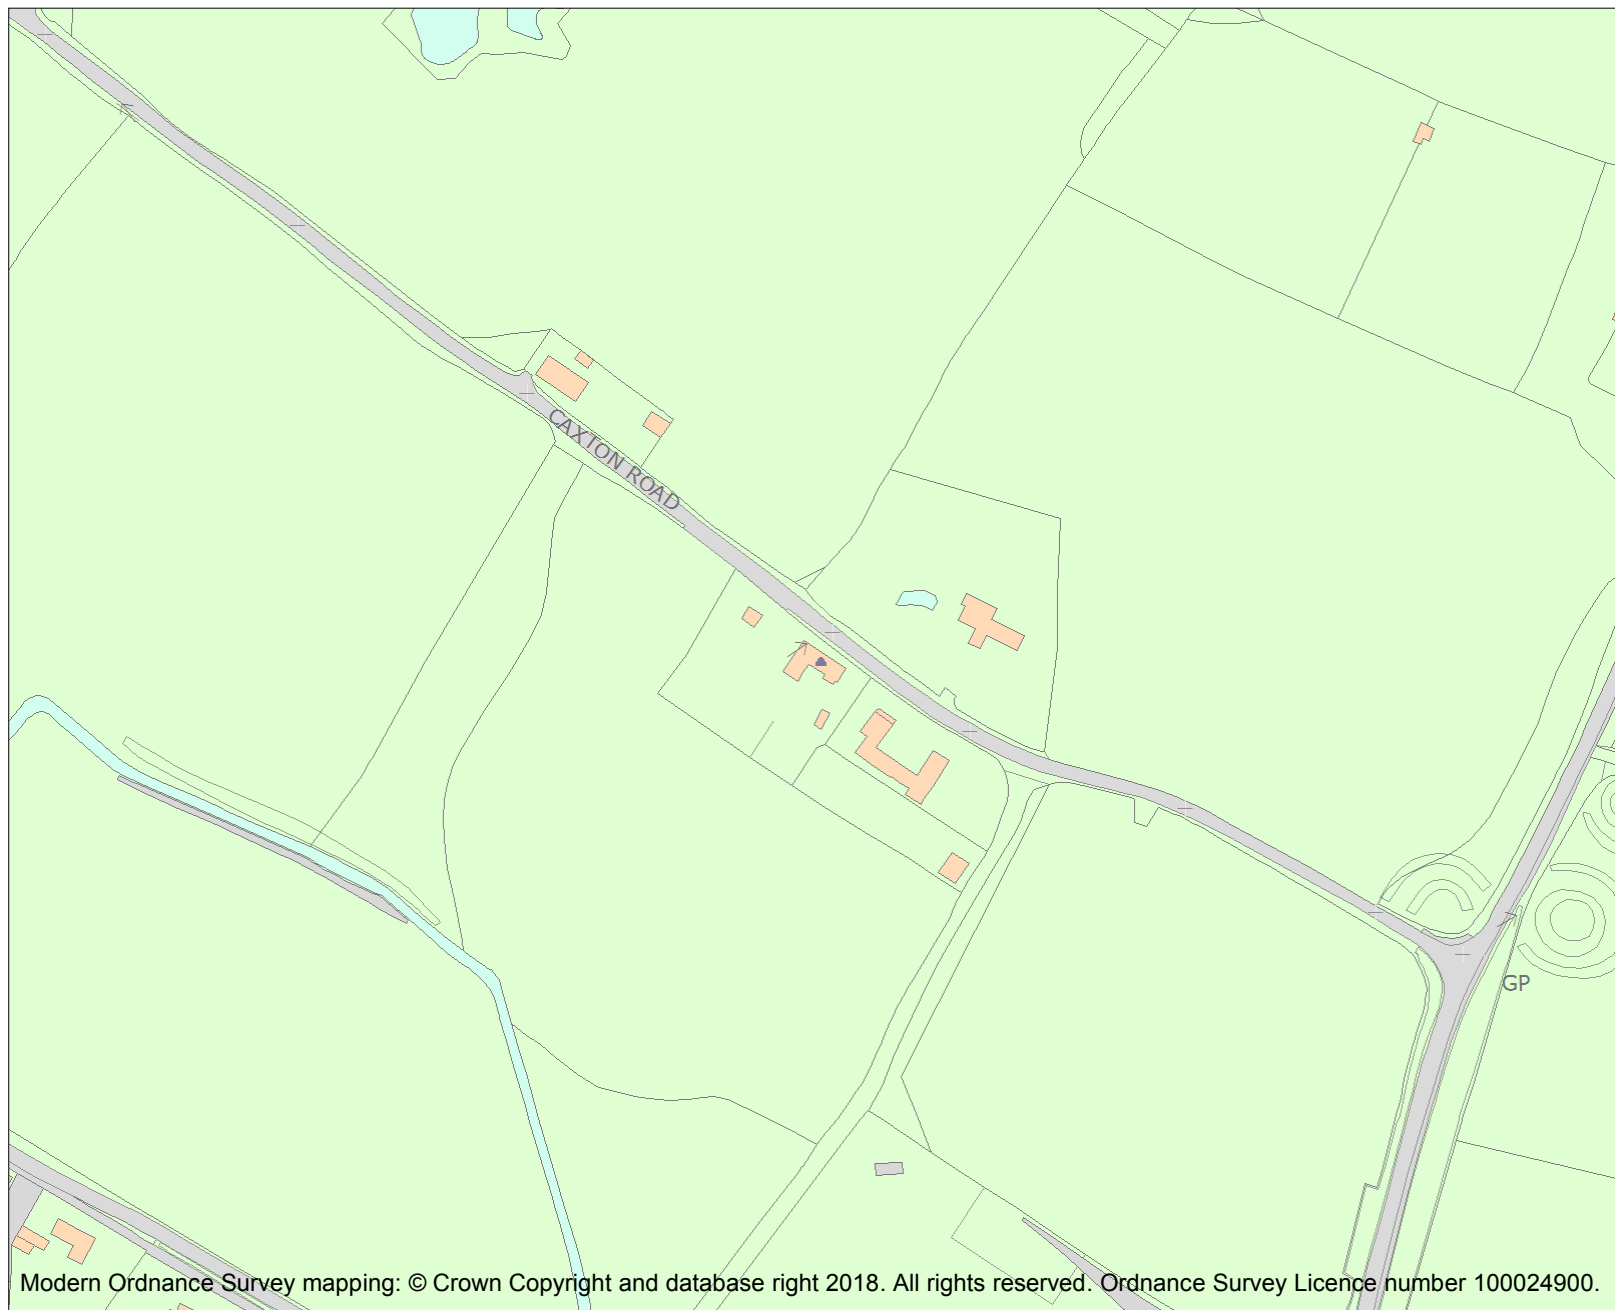 CAXTON ROAD
GP
Modern Ordnance Survey mapping: © Crown Copyright and database right 2018. All rights reserved. Ordnance Survey Licence number 100024900.